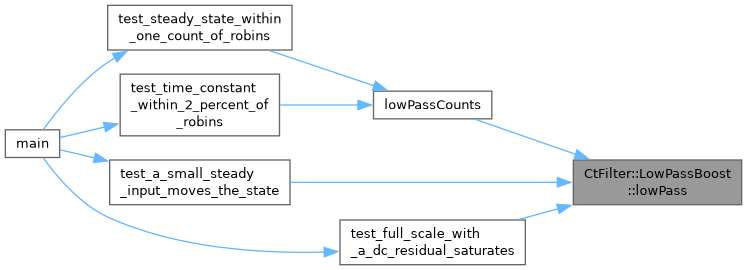 test_steady_state_within
_one_count_of_robins
test_time_constant
_within_2_percent_of
_robins
lowPassCounts
main
test_a_small_steady
_input_moves_the_state
CtFilter::LowPassBoost
::lowPass
test_full_scale_with
_a_dc_residual_saturates